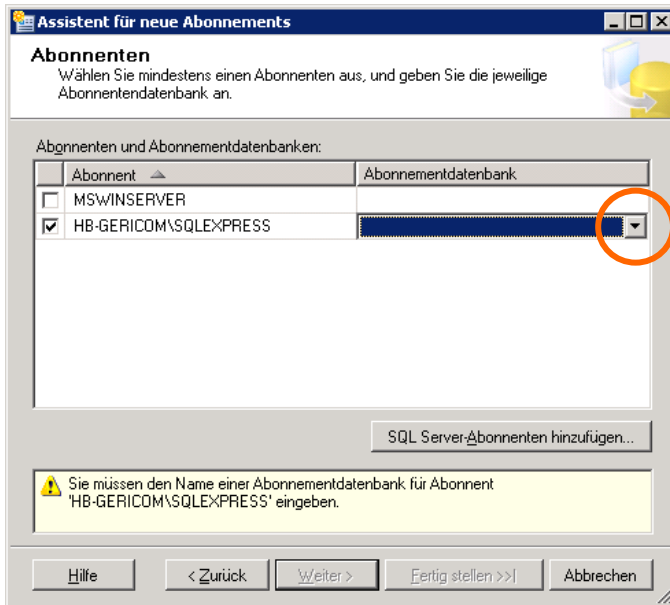 Assistent für neue Abonnements
Abonnenten
Wählen Sie mindestens einen Abonnenten aus, und geben Sie die jeweilige
Abonnentendatenbank an.
Abonnenten und Abonnementdatenbanken:
Abonnent Abonnementdatenbank
MSWINSERVER
HB-GERICOM\SQLEXPRESS
SQL Server-Abonnenten hinzufügen...
Sie müssen den Name einer Abonnementdatenbank für Abonnent
'HB-GERICOM\SQLEXPRESS' eingeben.
Hilfe < Zurück Weiter > Fertig stellen >>| Abbrechen